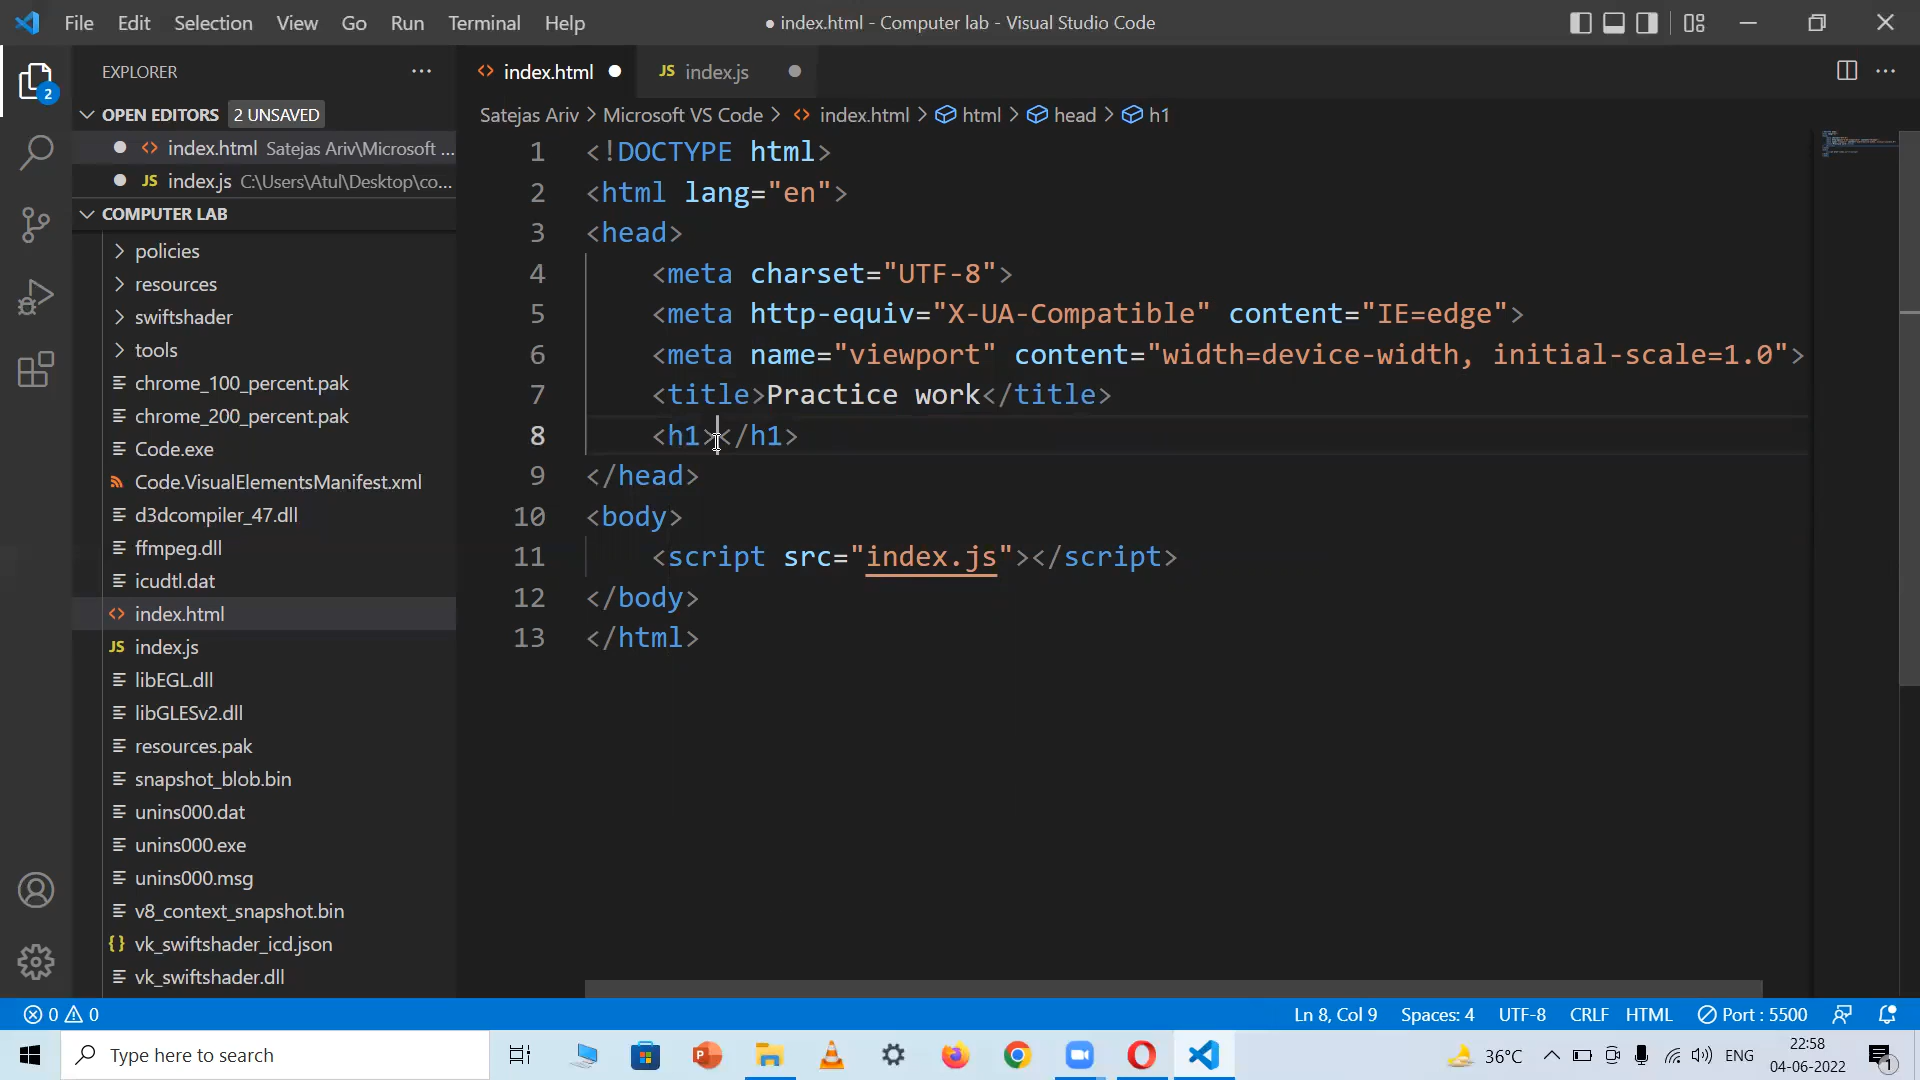 File Edit Selection View Go Run Terminal Help
● index.html - Computer lab - Visual Studio Code
EXPLORER
2
OPEN EDITORS 2 UNSAVED
index.html Satejas Ariv\Microsoft ...
JS index.js C:\Users\Atul\Desktop\co...
COMPUTER LAB
policies
resources
swiftshader
tools
chrome_100_percent.pak
chrome_200_percent.pak
Code.exe
Code.VisualElementsManifest.xml
d3dcompiler_47.dll
ffmpeg.dll
icudtl.dat
index.html
JS index.js
libEGL.dll
libGLESv2.dll
resources.pak
snapshot_blob.bin
unins000.dat
unins000.exe
unins000.msg
v8_context_snapshot.bin
{} vk_swiftshader_icd.json
vk_swiftshader.dll
index.html
JS index.js
Satejas Ariv > Microsoft VS Code > index.html > html > head > h1
1 <!DOCTYPE html>
2 <html lang="en">
3 <head>
4 <meta charset="UTF-8">
5 <meta http-equiv="X-UA-Compatible" content="IE=edge">
6 <meta name="viewport" content="width=device-width, initial-scale=1.0">
7 <title>Practice work</title>
8 <h1></h1>
9 </head>
10 <body>
11 <script src="index.js"></script>
12 </body>
13 </html>
0 0
Ln 8, Col 9 Spaces: 4 UTF-8 CRLF HTML Port : 5500
Type here to search
36°C ENG
22:58
04-06-2022
1